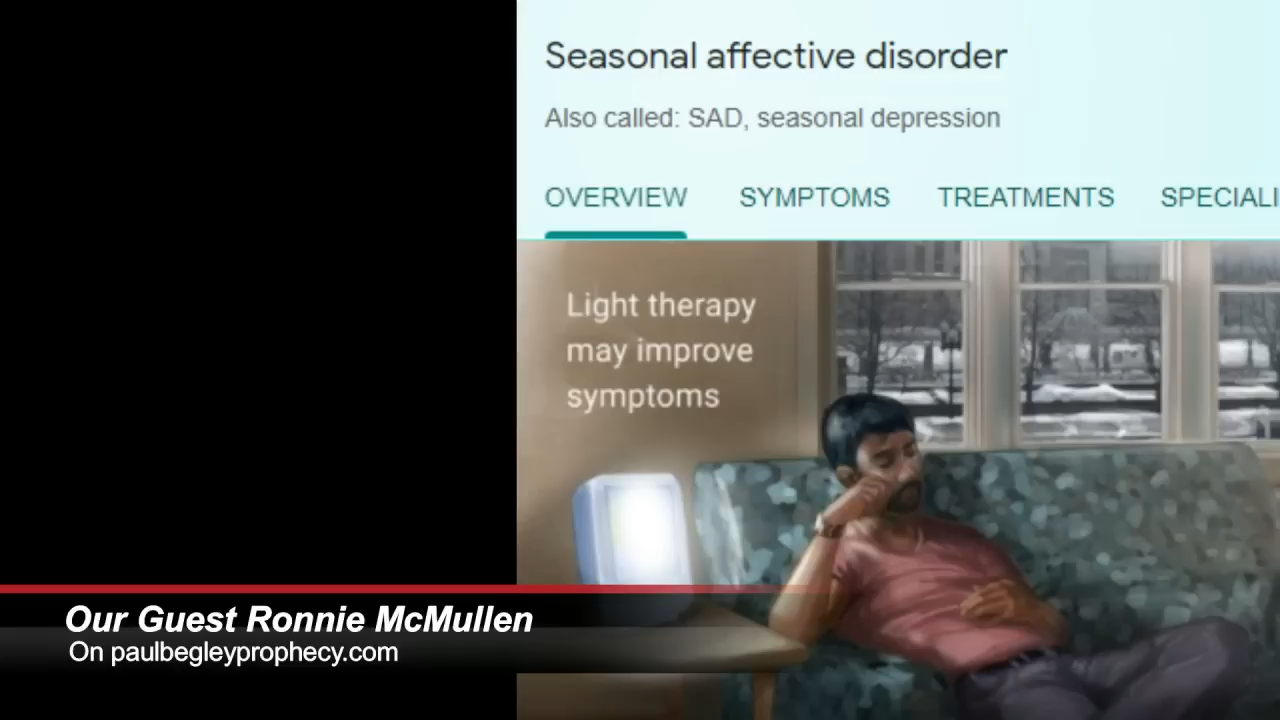 Seasonal affective disorder
Also called: SAD, seasonal depression
OVERVIEW SYMPTOMS TREATMENTS SPECIALI
Light therapy
may improve
symptoms
Our Guest Ronnie McMullen
On paulbegleyprophecy.com